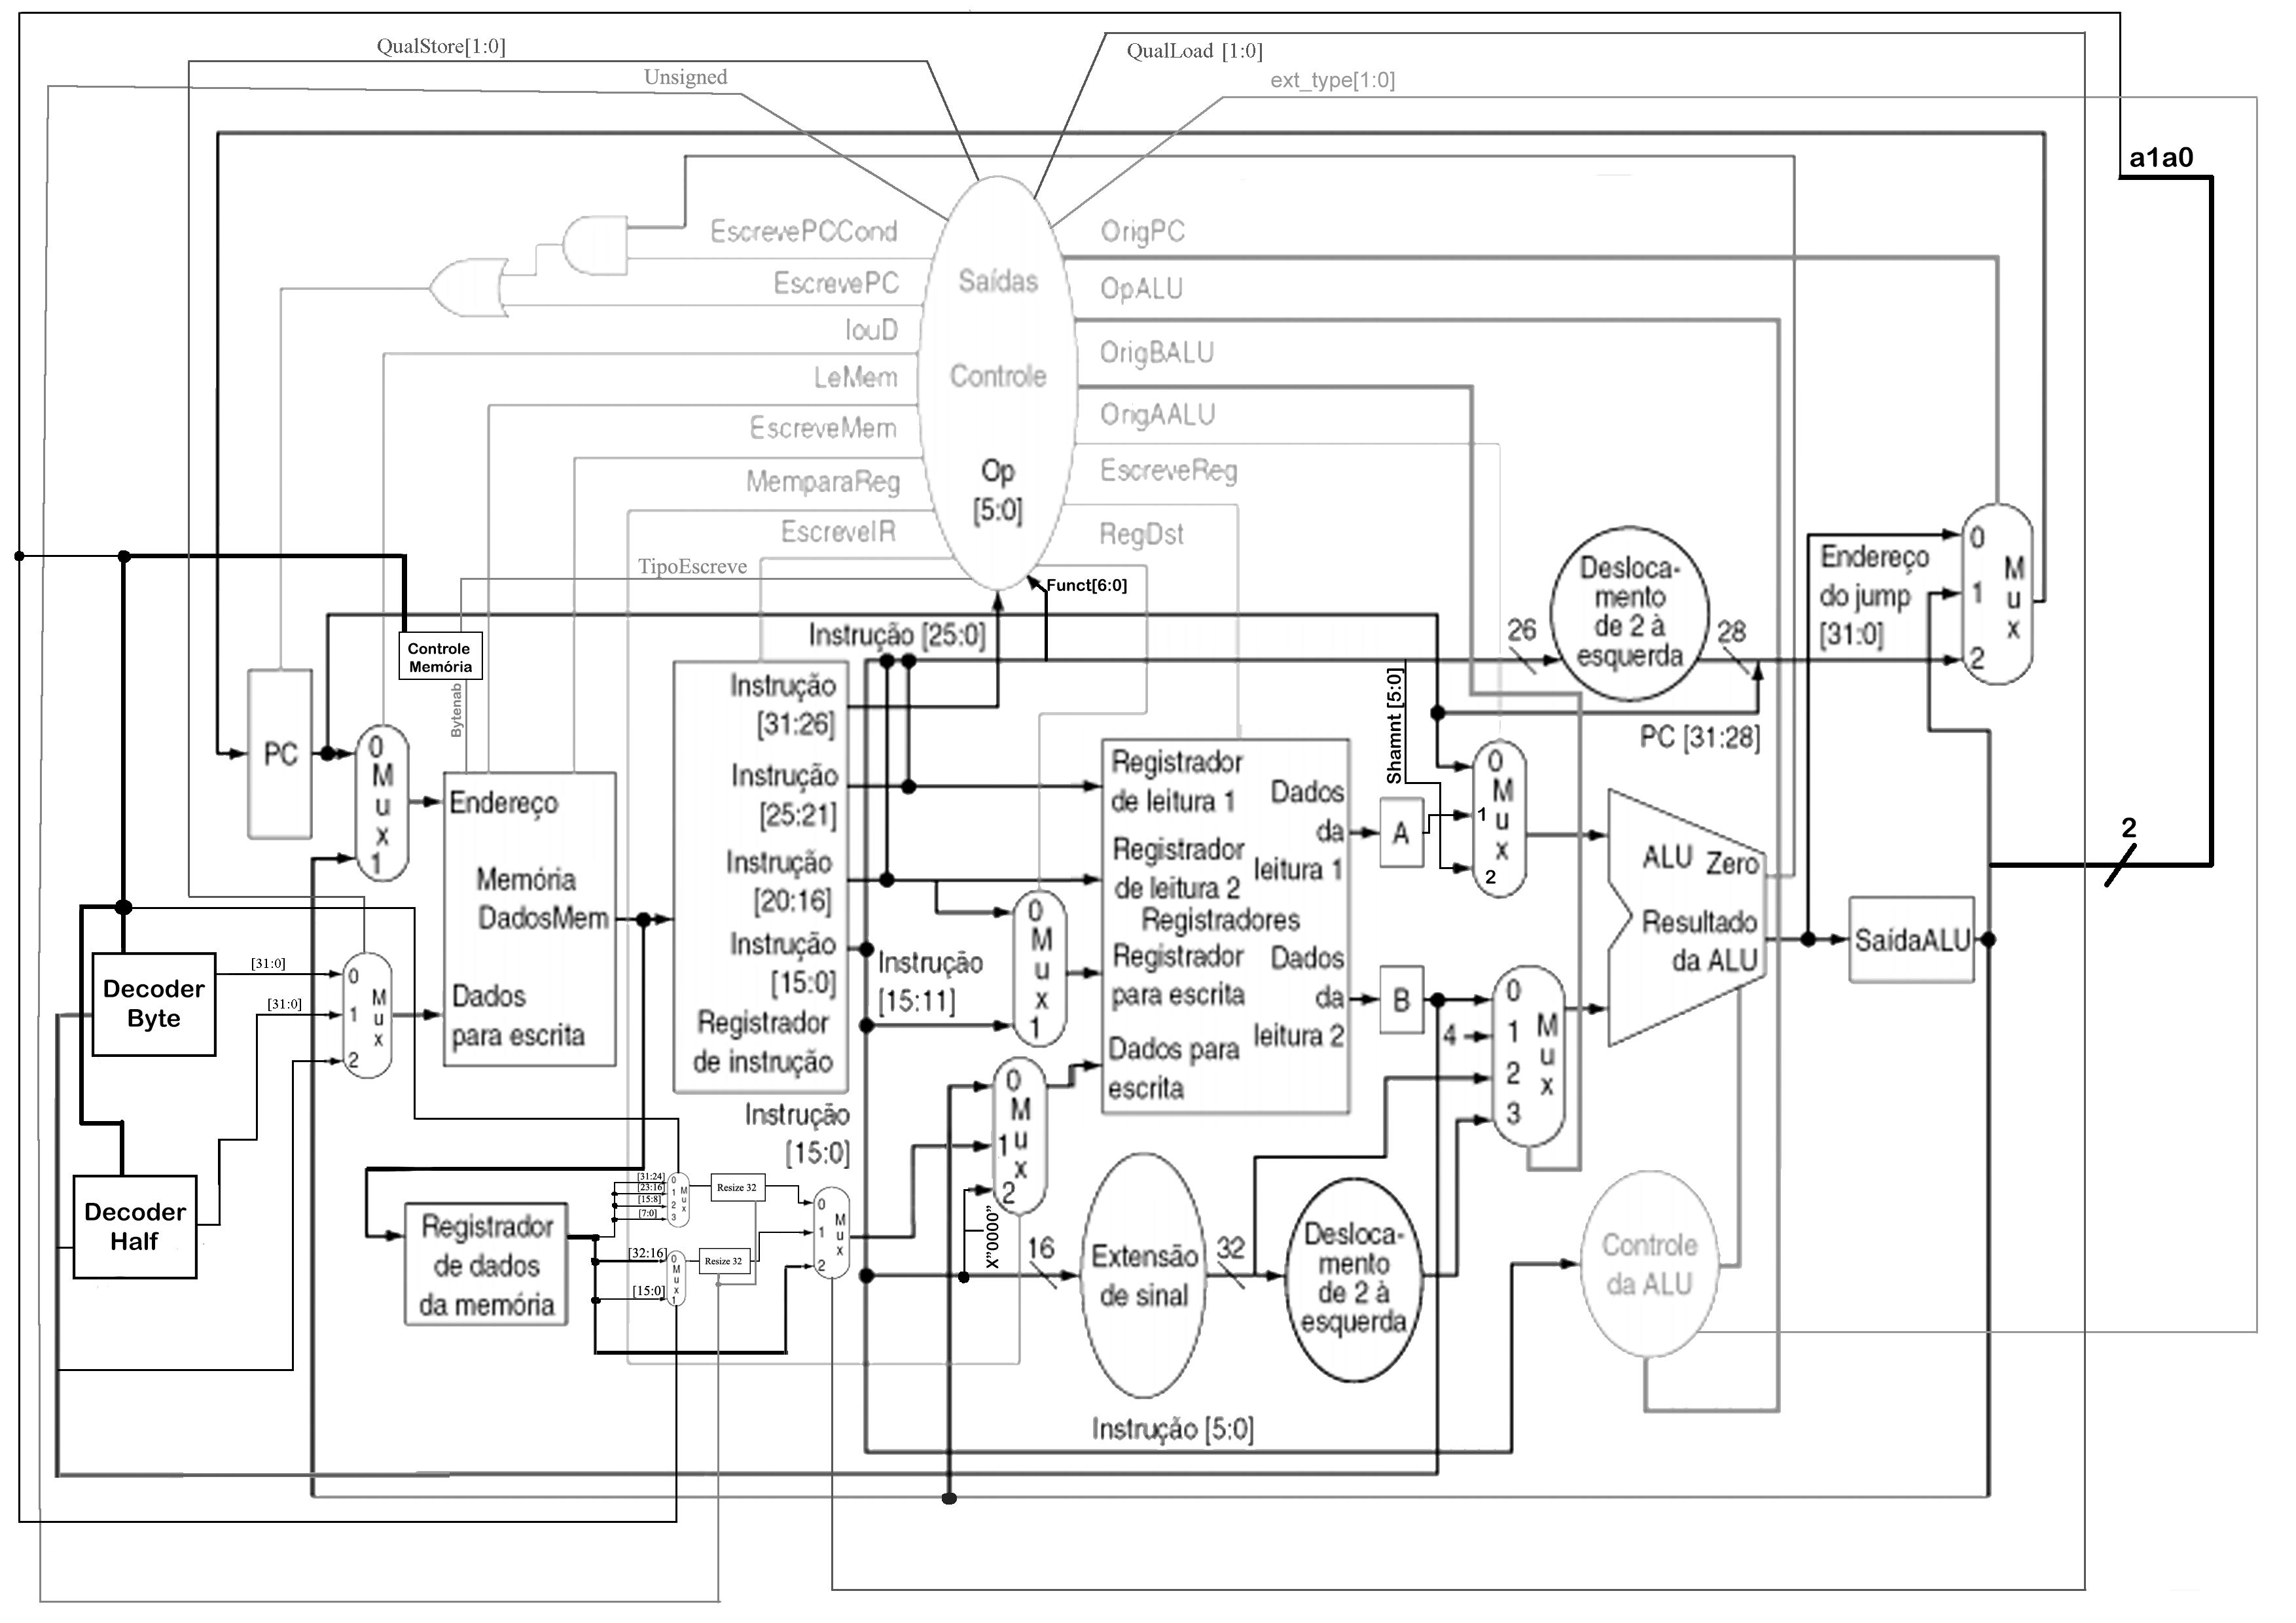 QualStore[1:0]
QualLoad [1:0]
Unsigned
ext_type[1:0]
a1a0
EscrevePCCond
OrigPC
Saídas
EscrevePC
OpALU
IouD
OrigBALU
LeMem
Controle
OrigAALU
EscreveMem
Op
[5:0]
EscreveReg
MemparaReg
EscreveIR
RegDst
TipoEscreve
Funct[6:0]
Instrução [25:0]
26
Desloca-
mento
de 2 à
esquerda
28
Endereço
do jump
[31:0]
0
1
2
M
u
x
Controle
Memória
Bytenab
Shamnt [5:0]
PC [31:28]
PC
0
M
u
x
1
Endereço
Memória
DadosMem
Dados
para escrita
Instrução
[31:26]
Instrução
[25:21]
Instrução
[20:16]
Instrução
[15:0]
Registrador
de instrução
Registrador
de leitura 1
Registrador
de leitura 2
Registradores
Registrador
para escrita
Dados para
escrita
Dados
da
leitura 1
Dados
da
leitura 2
A
B
0
M
1
u
x
2
ALU
Zero
Resultado
da ALU
SaídaALU
2
Decoder
Byte
[31:0]
[31:0]
0
1
2
M
u
x
Decoder
Half
Instrução
[15:11]
0
M
u
x
1
0
M
1
u
x
2
4
0
1
2
3
M
u
x
Instrução
[15:0]
Registrador
de dados
da memória
[31:24]
[23:16]
[15:8]
[7:0]
0
1
2
3
M
u
x
Resize 32
[32:16]
[15:0]
0
M
u
x
1
Resize 32
0
1
2
M
u
x
X"0000"
16
Extensão
de sinal
32
Desloca-
mento
de 2 à
esquerda
Controle
da ALU
Instrução [5:0]